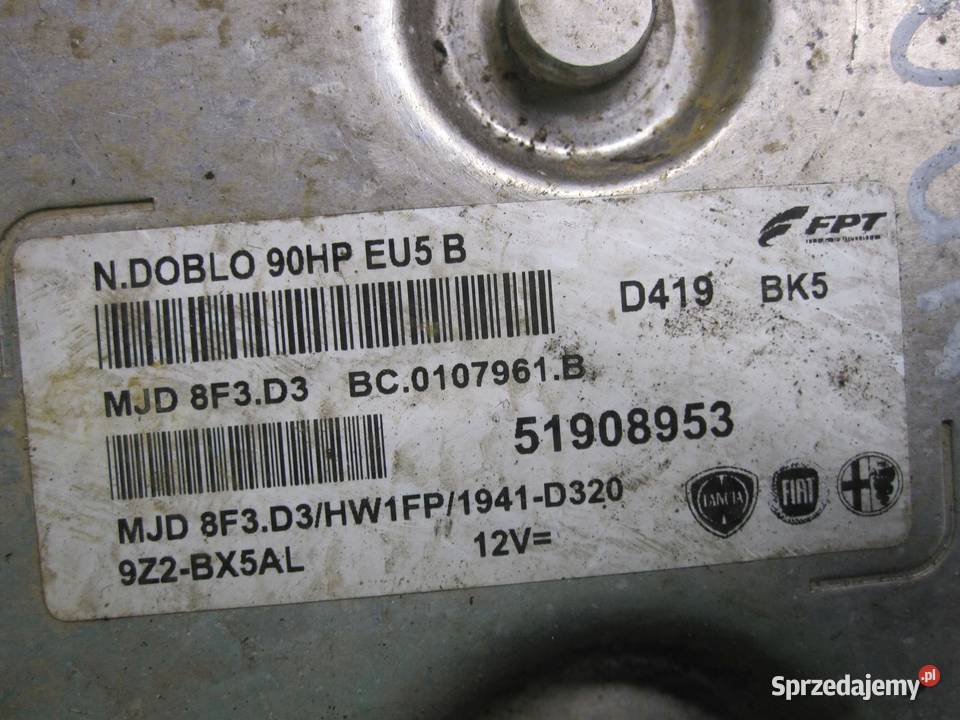 N.DOBLO 90HP EU5 B
FPT
D419 BK5
MJD 8F3.D3 BC.0107961.B
51908953
MJD 8F3.D3/HW1FP/1941-D320
9Z2-BX5AL 12V=
LANCIA FIAT
Sprzedajemy.pl